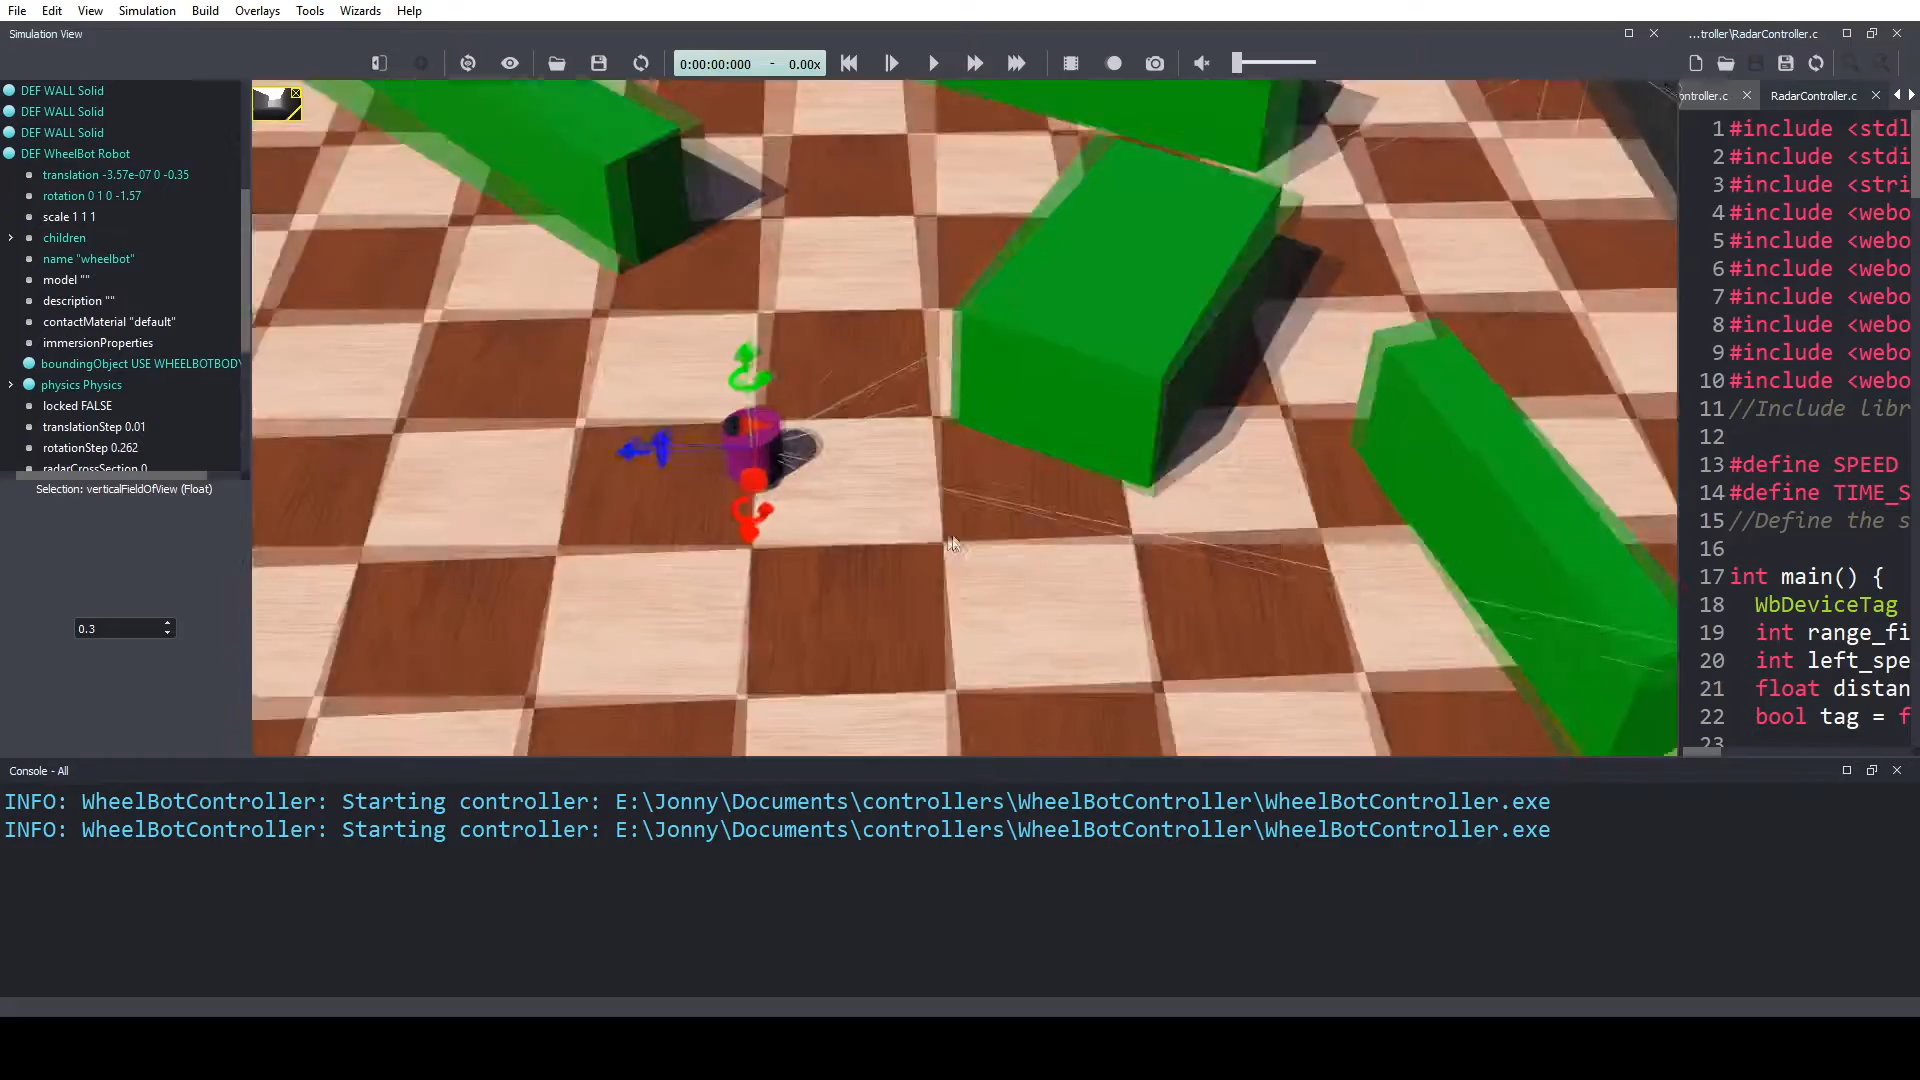 File Edit View Simulation Build Overlays Tools Wizards Help
Simulation View
...troller\RadarController.c
0:00:00:000 - 0.00x
ontroller.c
RadarController.c
DEF WALL Solid
DEF WALL Solid
DEF WALL Solid
DEF WheelBot Robot
translation -3.57e-07 0 -0.35
rotation 0 1 0 -1.57
scale 1 1 1
children
name "wheelbot"
model ""
description ""
contactMaterial "default"
immersionProperties
boundingObject USE WHEELBOTBODY
physics Physics
locked FALSE
translationStep 0.01
rotationStep 0.262
radarCrossSection 0
Selection: verticalFieldOfView (Float)
0.3
1 #include <stdl
2 #include <stdi
3 #include <stri
4 #include <webo
5 #include <webo
6 #include <webo
7 #include <webo
8 #include <webo
9 #include <webo
10 #include <webo
11 //Include libr
12
13 #define SPEED
14 #define TIME_S
15 //Define the s
16
17 int main() {
18 WbDeviceTag
19 int range_fi
20 int left_spe
21 float distan
22 bool tag = f
23
Console - All
INFO: WheelBotController: Starting controller: E:\Jonny\Documents\controllers\WheelBotController\WheelBotController.exe
INFO: WheelBotController: Starting controller: E:\Jonny\Documents\controllers\WheelBotController\WheelBotController.exe